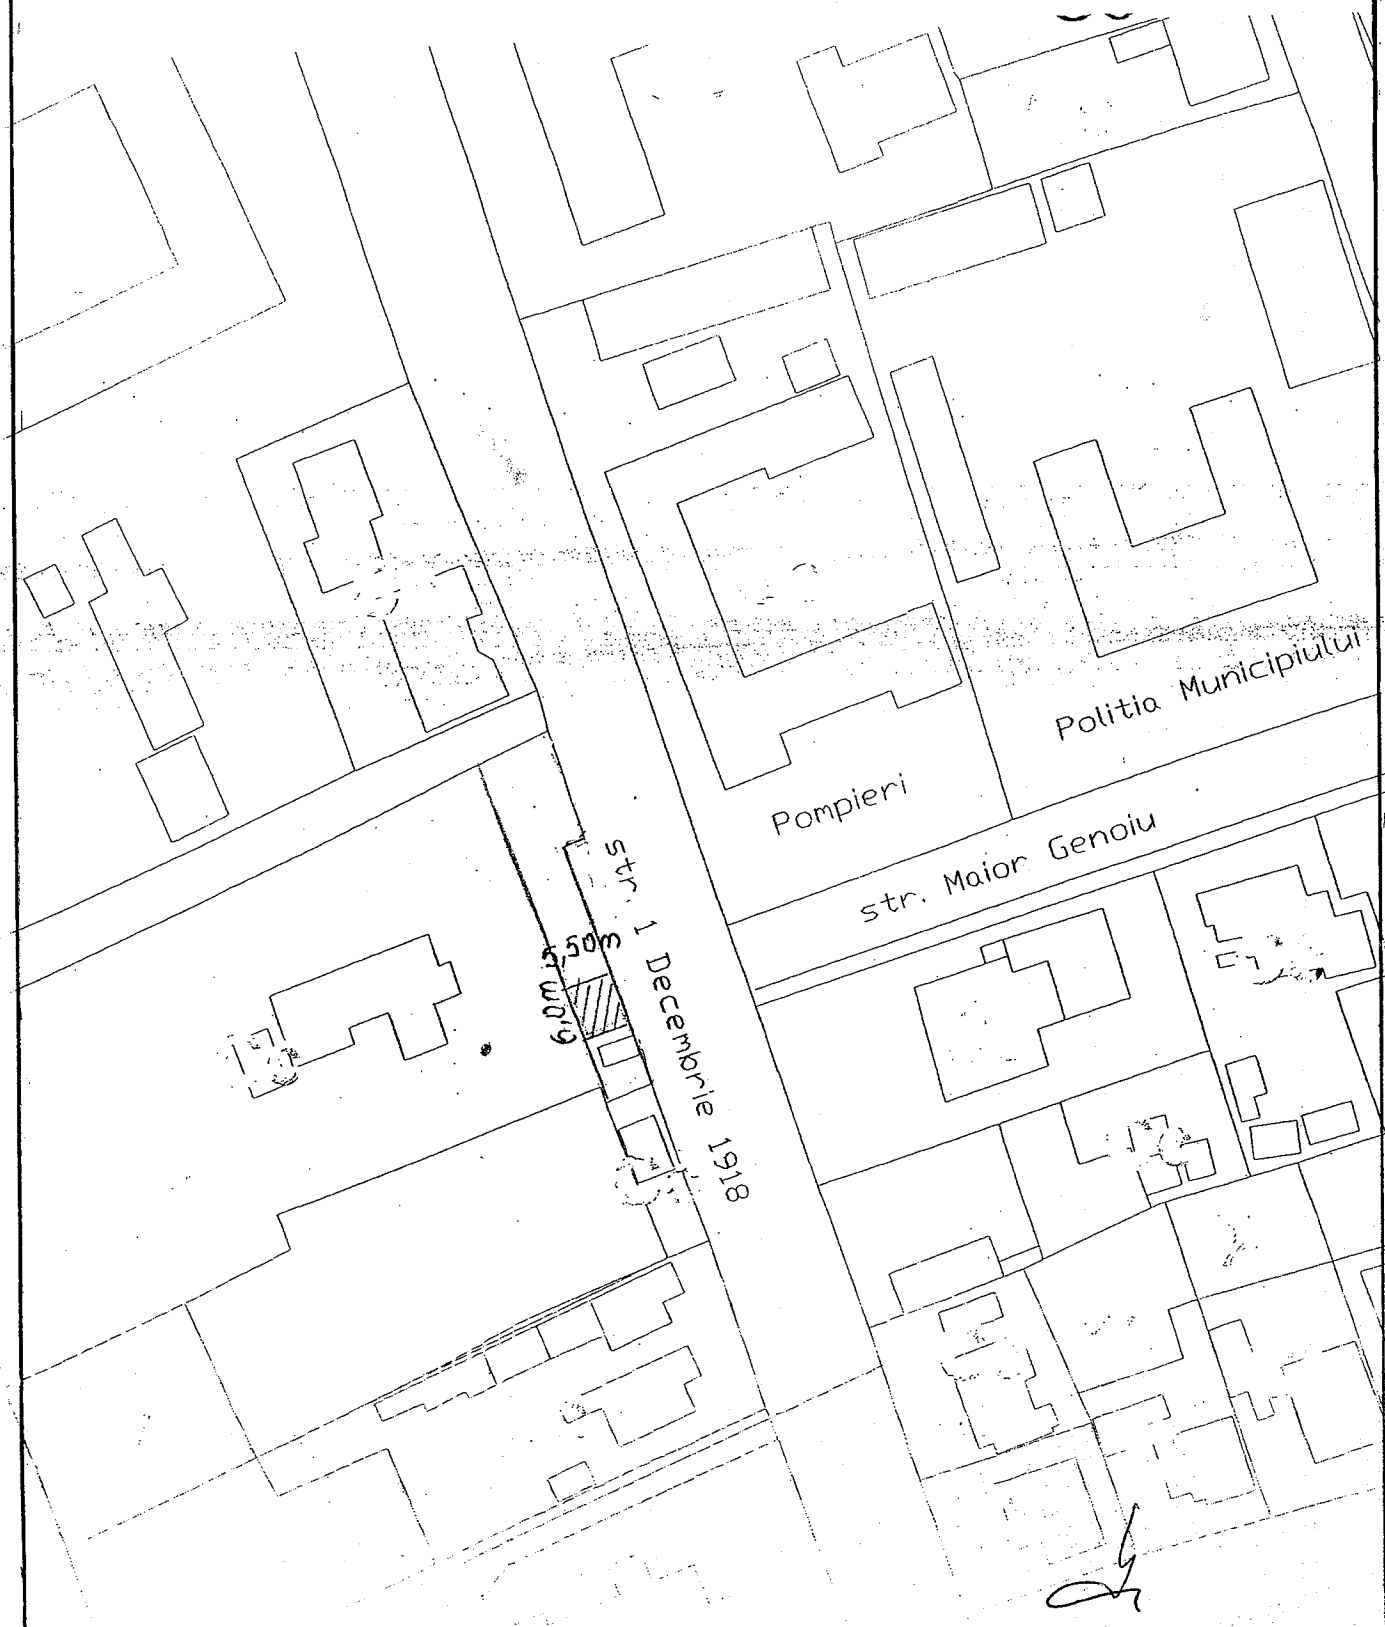 Politia Municipiului
Pompieri
str. Maior Genoiu
str. 1 Decembrie 1918
5,50m
6,0m